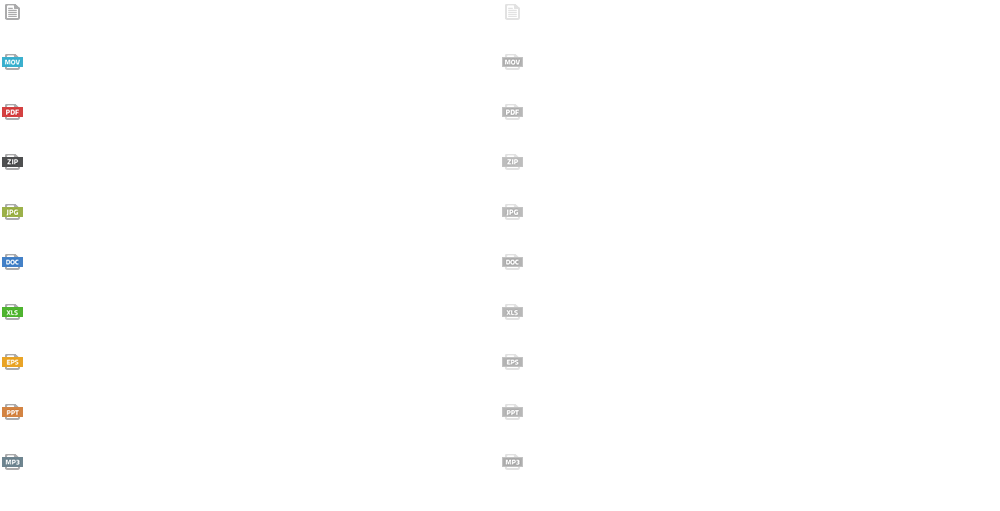 MOV MOV
PDF PDF
ZIP ZIP
JPG JPG
DOC DOC
XLS XLS
EPS EPS
PPT PPT
MP3 MP3